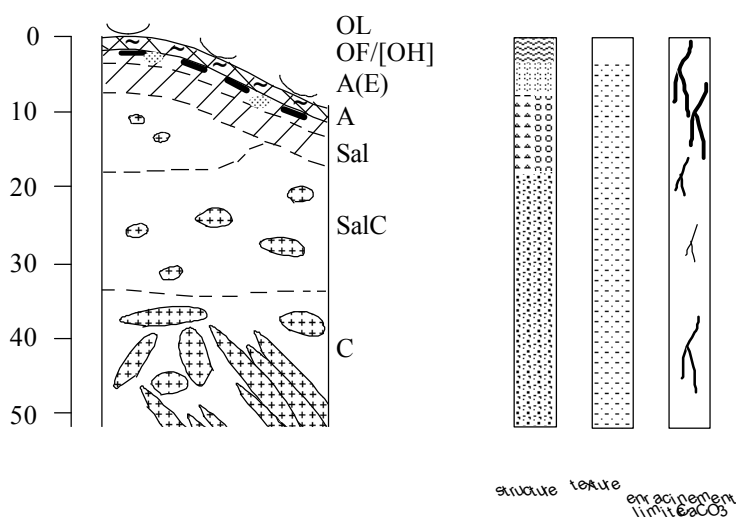 0
10
20
30
40
50
OL
OF/[OH]
A(E)
A
Sal
SalC
C
structure
texture
enracinement
limite CaCO3